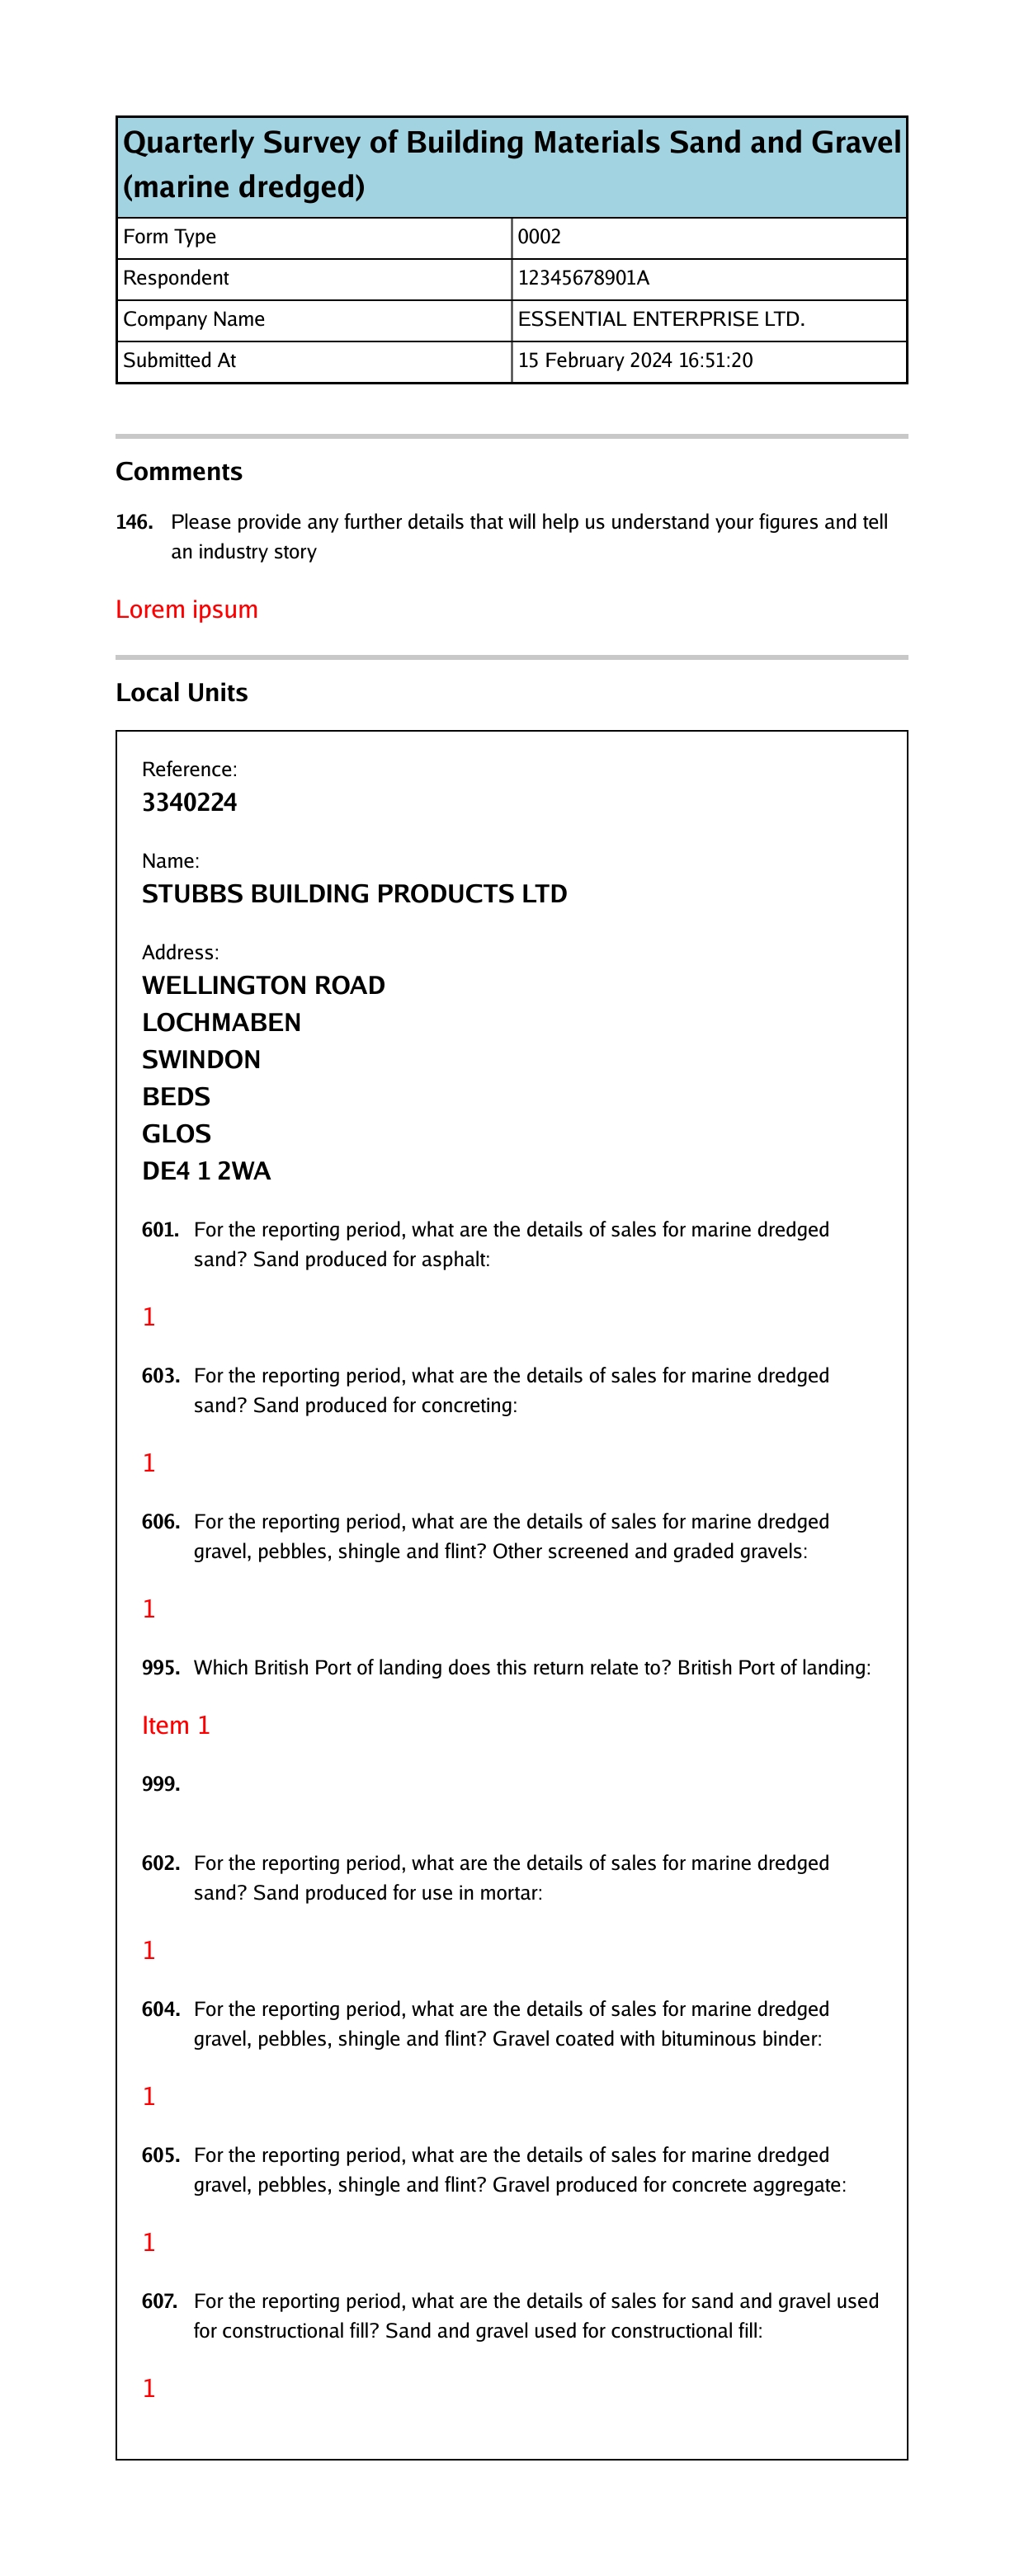 Quarterly Survey of Building Materials Sand and Gravel
(marine dredged)
Form Type 0002
Respondent 12345678901A
Company Name ESSENTIAL ENTERPRISE LTD.
Submitted At 15 February 2024 16:51:20
Comments
146. Please provide any further details that will help us understand your figures and tell
an industry story
Lorem ipsum
Local Units
Reference:
3340224
Name:
STUBBS BUILDING PRODUCTS LTD
Address:
WELLINGTON ROAD
LOCHMABEN
SWINDON
BEDS
GLOS
DE4 1 2WA
601. For the reporting period, what are the details of sales for marine dredged
sand? Sand produced for asphalt:
1
603. For the reporting period, what are the details of sales for marine dredged
sand? Sand produced for concreting:
1
606. For the reporting period, what are the details of sales for marine dredged
gravel, pebbles, shingle and flint? Other screened and graded gravels:
1
995. Which British Port of landing does this return relate to? British Port of landing:
Item 1
999.
602. For the reporting period, what are the details of sales for marine dredged
sand? Sand produced for use in mortar:
1
604. For the reporting period, what are the details of sales for marine dredged
gravel, pebbles, shingle and flint? Gravel coated with bituminous binder:
1
605. For the reporting period, what are the details of sales for marine dredged
gravel, pebbles, shingle and flint? Gravel produced for concrete aggregate:
1
607. For the reporting period, what are the details of sales for sand and gravel used
for constructional fill? Sand and gravel used for constructional fill:
1